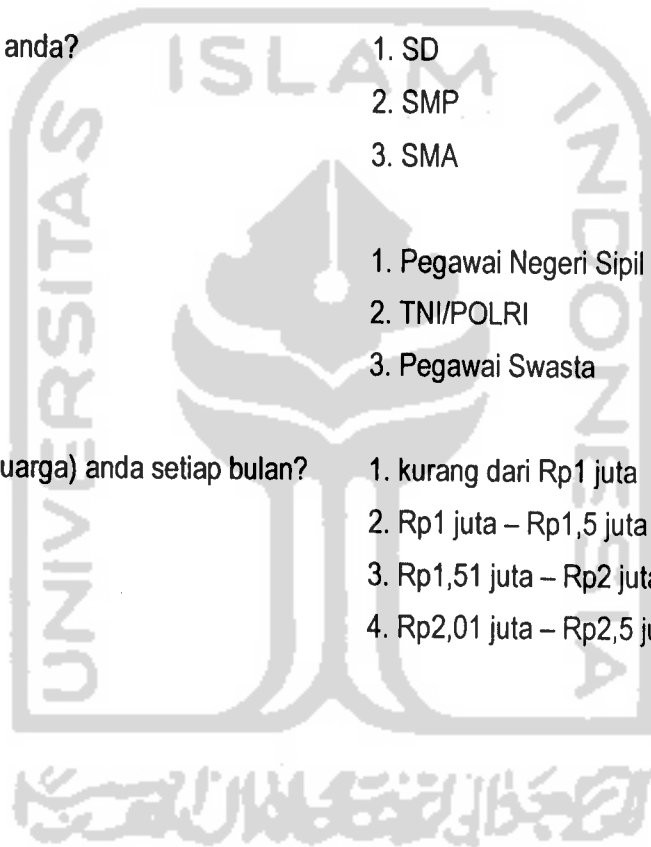 anda? 1. SD
2. SMP
3. SMA
1. Pegawai Negeri Sipil
2. TNI/POLRI
3. Pegawai Swasta
uarga) anda setiap bulan? 1. kurang dari Rp1 juta
2. Rp1 juta – Rp1,5 juta
3. Rp1,51 juta – Rp2 juta
4. Rp2,01 juta – Rp2,5 ju
UNIVERSITAS
ISLAM
INDONESIA